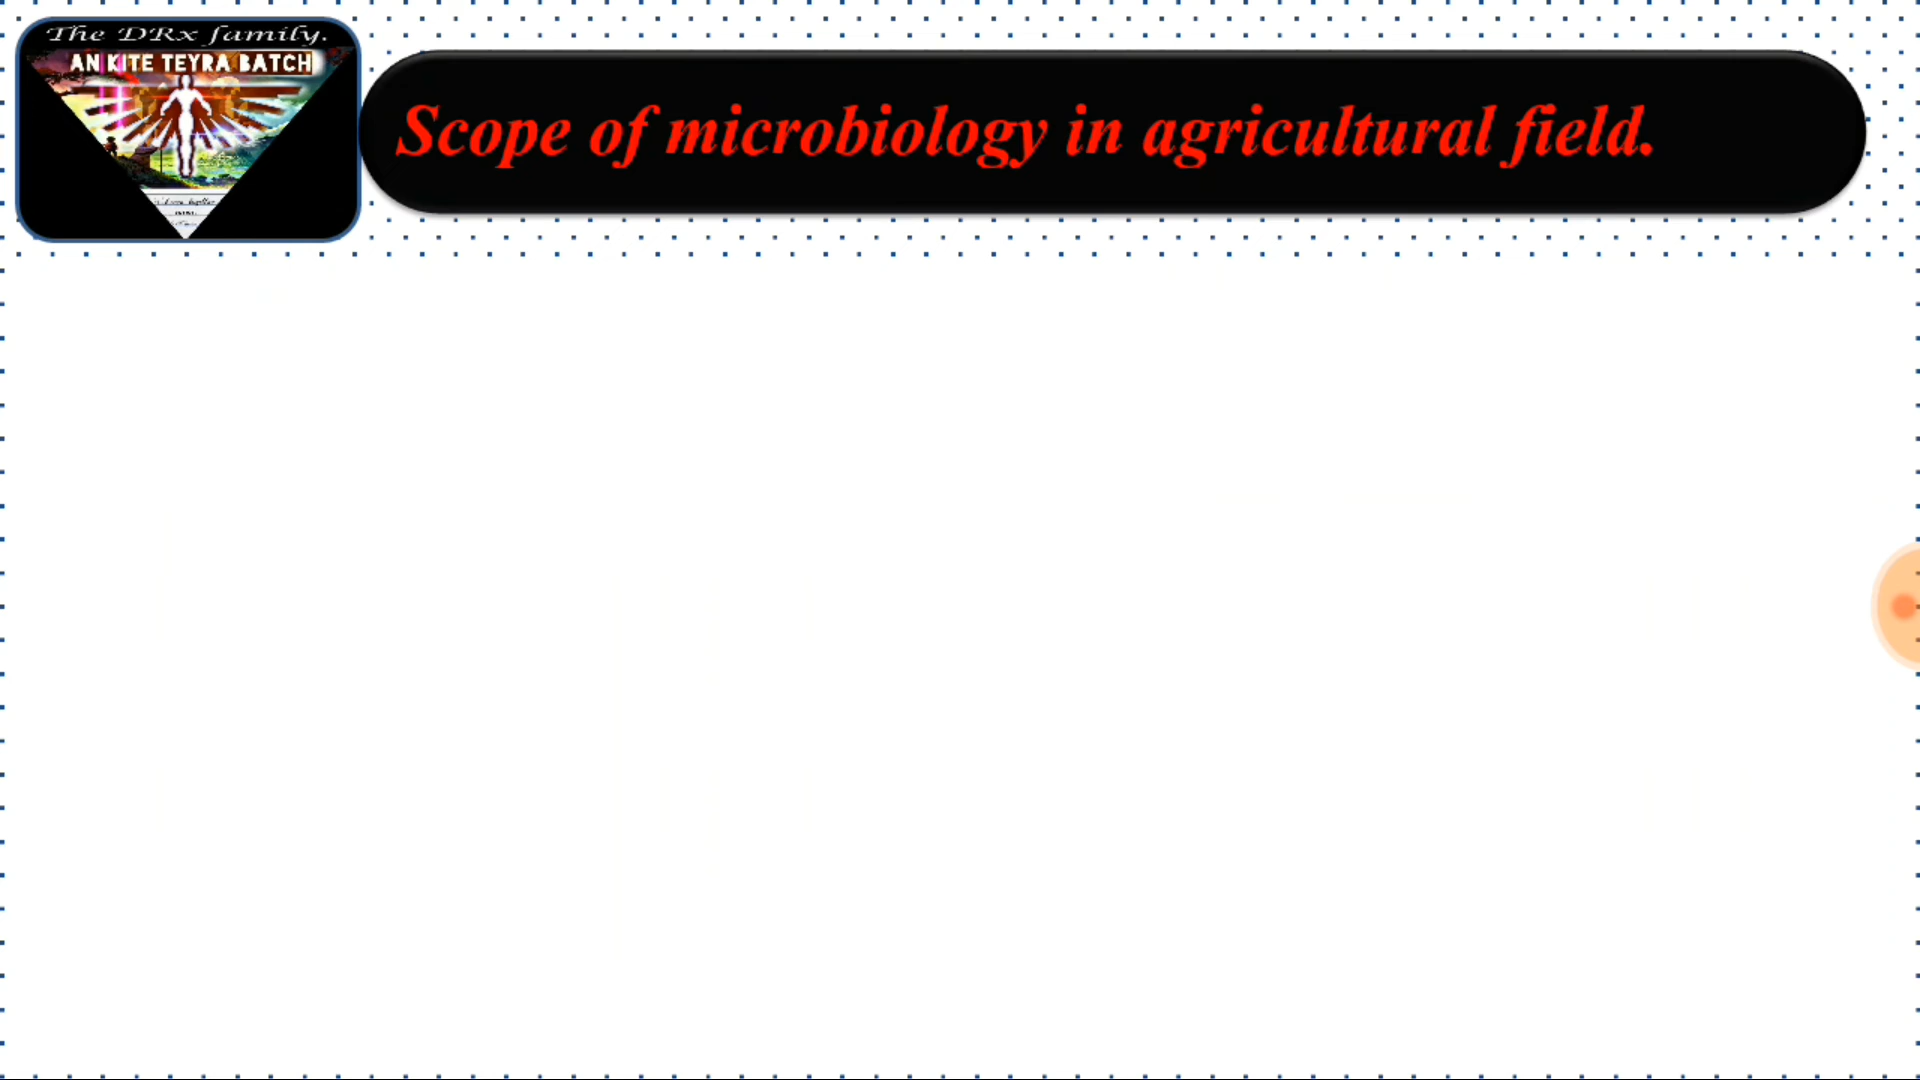 The DRx family.
AN KITE TEYRA BATCH
Scope of microbiology in agricultural field.